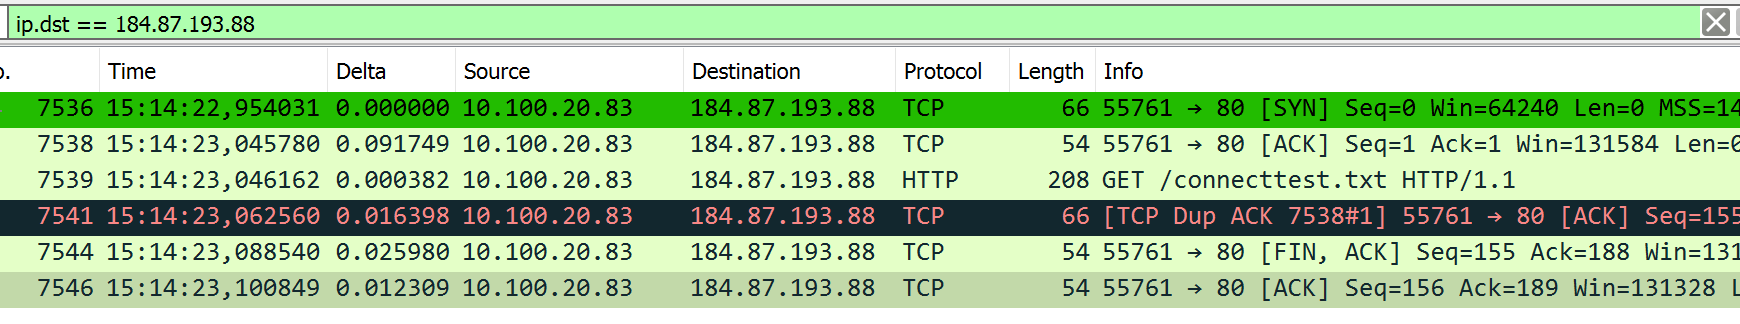 ip.dst == 184.87.193.88
o. Time Delta Source Destination Protocol Length Info
7536 15:14:22,954031 0.000000 10.100.20.83 184.87.193.88 TCP 66 55761 → 80 [SYN] Seq=0 Win=64240 Len=0 MSS=14
7538 15:14:23,045780 0.091749 10.100.20.83 184.87.193.88 TCP 54 55761 → 80 [ACK] Seq=1 Ack=1 Win=131584 Len=0
7539 15:14:23,046162 0.000382 10.100.20.83 184.87.193.88 HTTP 208 GET /connecttest.txt HTTP/1.1
7541 15:14:23,062560 0.016398 10.100.20.83 184.87.193.88 TCP 66 [TCP Dup ACK 7538#1] 55761 → 80 [ACK] Seq=155
7544 15:14:23,088540 0.025980 10.100.20.83 184.87.193.88 TCP 54 55761 → 80 [FIN, ACK] Seq=155 Ack=188 Win=131
7546 15:14:23,100849 0.012309 10.100.20.83 184.87.193.88 TCP 54 55761 → 80 [ACK] Seq=156 Ack=189 Win=131328 L